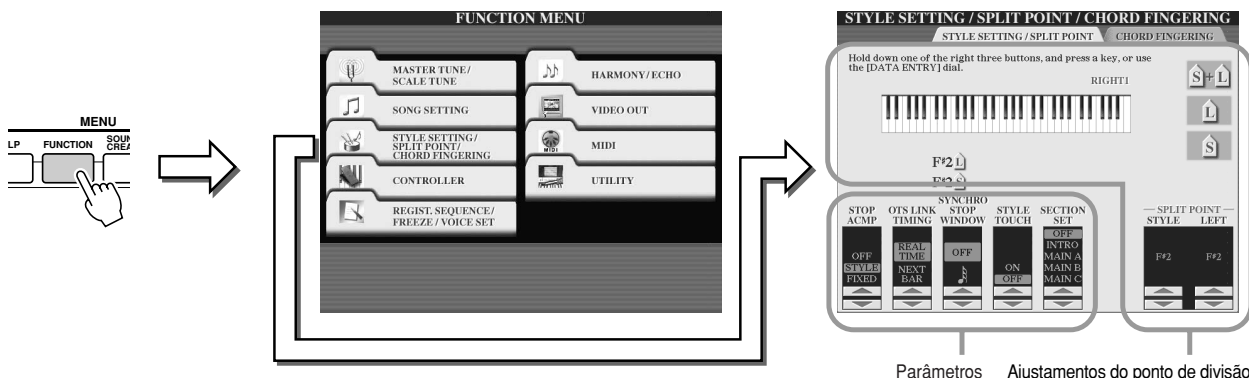 MENU
LP
FUNCTION
SOUN
CREA
FUNCTION MENU
MASTER TUNE/
SCALE TUNE
SONG SETTING
STYLE SETTING/
SPLIT POINT/
CHORD FINGERING
CONTROLLER
REGIST. SEQUENCE/
FREEZE / VOICE SET
HARMONY/ECHO
VIDEO OUT
MIDI
MIDI
UTILITY
STYLE SETTING / SPLIT POINT / CHORD FINGERING
STYLE SETTING / SPLIT POINT
CHORD FINGERING
Hold down one of the right three buttons, and press a key, or use
the [DATA ENTRY] dial.
RIGHT1
S+L
L
S
F#2 L
F#2 S
STOP
ACMP
OFF
STYLE
FIXED
OTS LINK
TIMING
REAL
TIME
NEXT
BAR
SYNCHRO
STOP
WINDOW
OFF
STYLE
TOUCH
ON
OFF
SECTION
SET
OFF
INTRO
MAIN A
MAIN B
MAIN C
SPLIT POINT
STYLE LEFT
F#2 F#2
Parâmetros
Ajustamentos do ponto de divisão